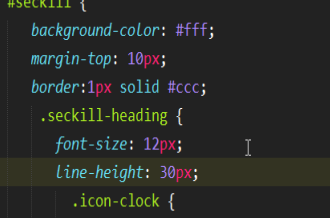 #seckill {
background-color: #fff;
margin-top: 10px;
border:1px solid #ccc;
.seckill-heading {
font-size: 12px;
line-height: 30px;
.icon-clock {